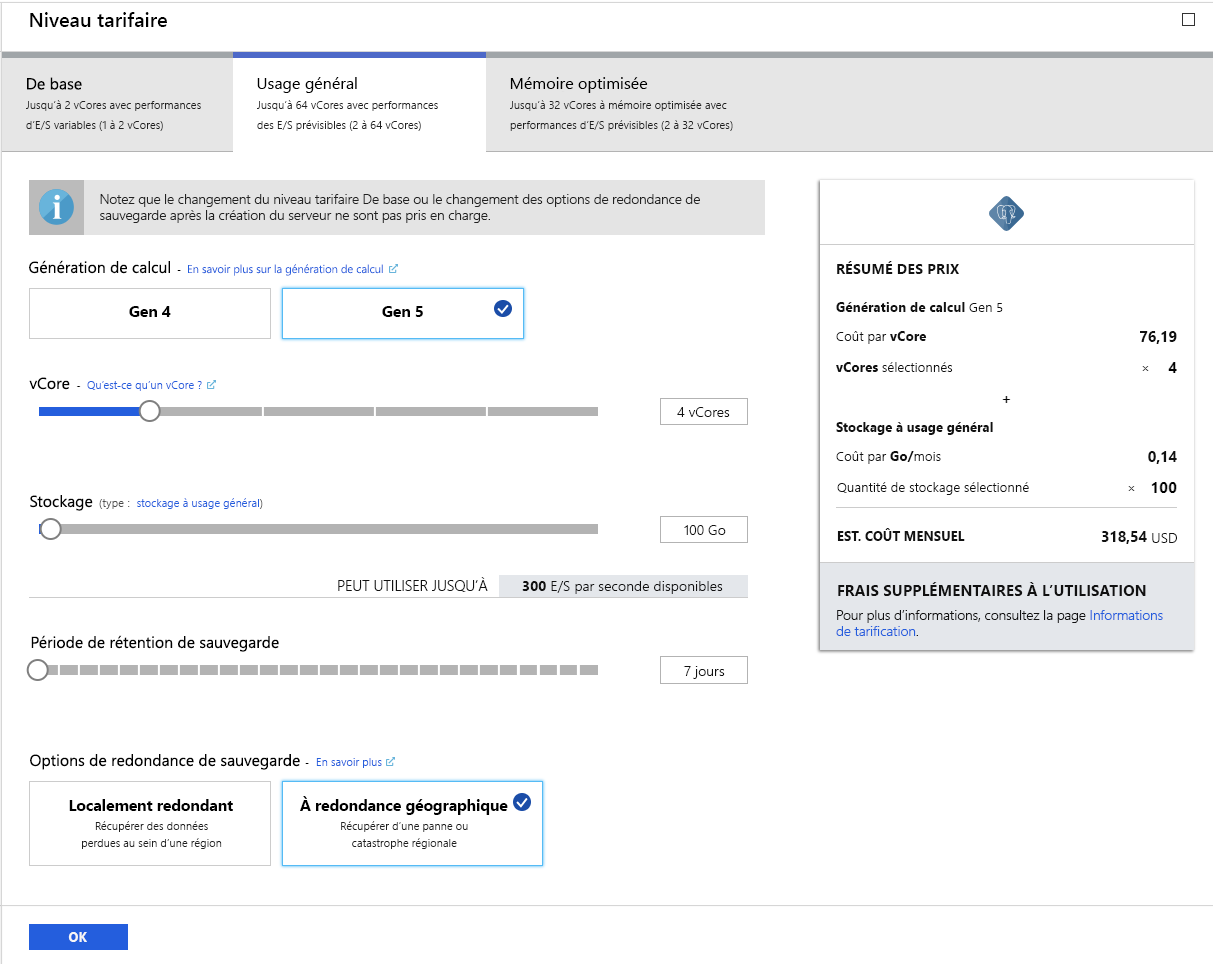 Niveau tarifaire
De base
Jusqu'à 2 vCores avec performances
d'E/S variables (1 à 2 vCores)
Usage général
Jusqu'à 64 vCores avec performances
des E/S prévisibles (2 à 64 vCores)
Mémoire optimisée
Jusqu'à 32 vCores à mémoire optimisée avec
performances d'E/S prévisibles (2 à 32 vCores)
Notez que le changement du niveau tarifaire De base ou le changement des options de redondance de
sauvegarde après la création du serveur ne sont pas pris en charge.
Génération de calcul - En savoir plus sur la génération de calcul
Gen 4
Gen 5
vCore - Qu'est-ce qu'un vCore ?
4 vCores
Stockage (type : stockage à usage général)
100 Go
PEUT UTILISER JUSQU'À 300 E/S par seconde disponibles
Période de rétention de sauvegarde
7 jours
Options de redondance de sauvegarde - En savoir plus
Localement redondant
Récupérer des données
perdues au sein d'une région
À redondance géographique
Récupérer d'une panne ou
catastrophe régionale
OK
RÉSUMÉ DES PRIX
Génération de calcul Gen 5
Coût par vCore 76,19
vCores sélectionnés × 4
+
Stockage à usage général
Coût par Go/mois 0,14
Quantité de stockage sélectionné × 100
EST. COÛT MENSUEL 318,54 USD
FRAIS SUPPLÉMENTAIRES À L'UTILISATION
Pour plus d'informations, consultez la page Informations
de tarification.